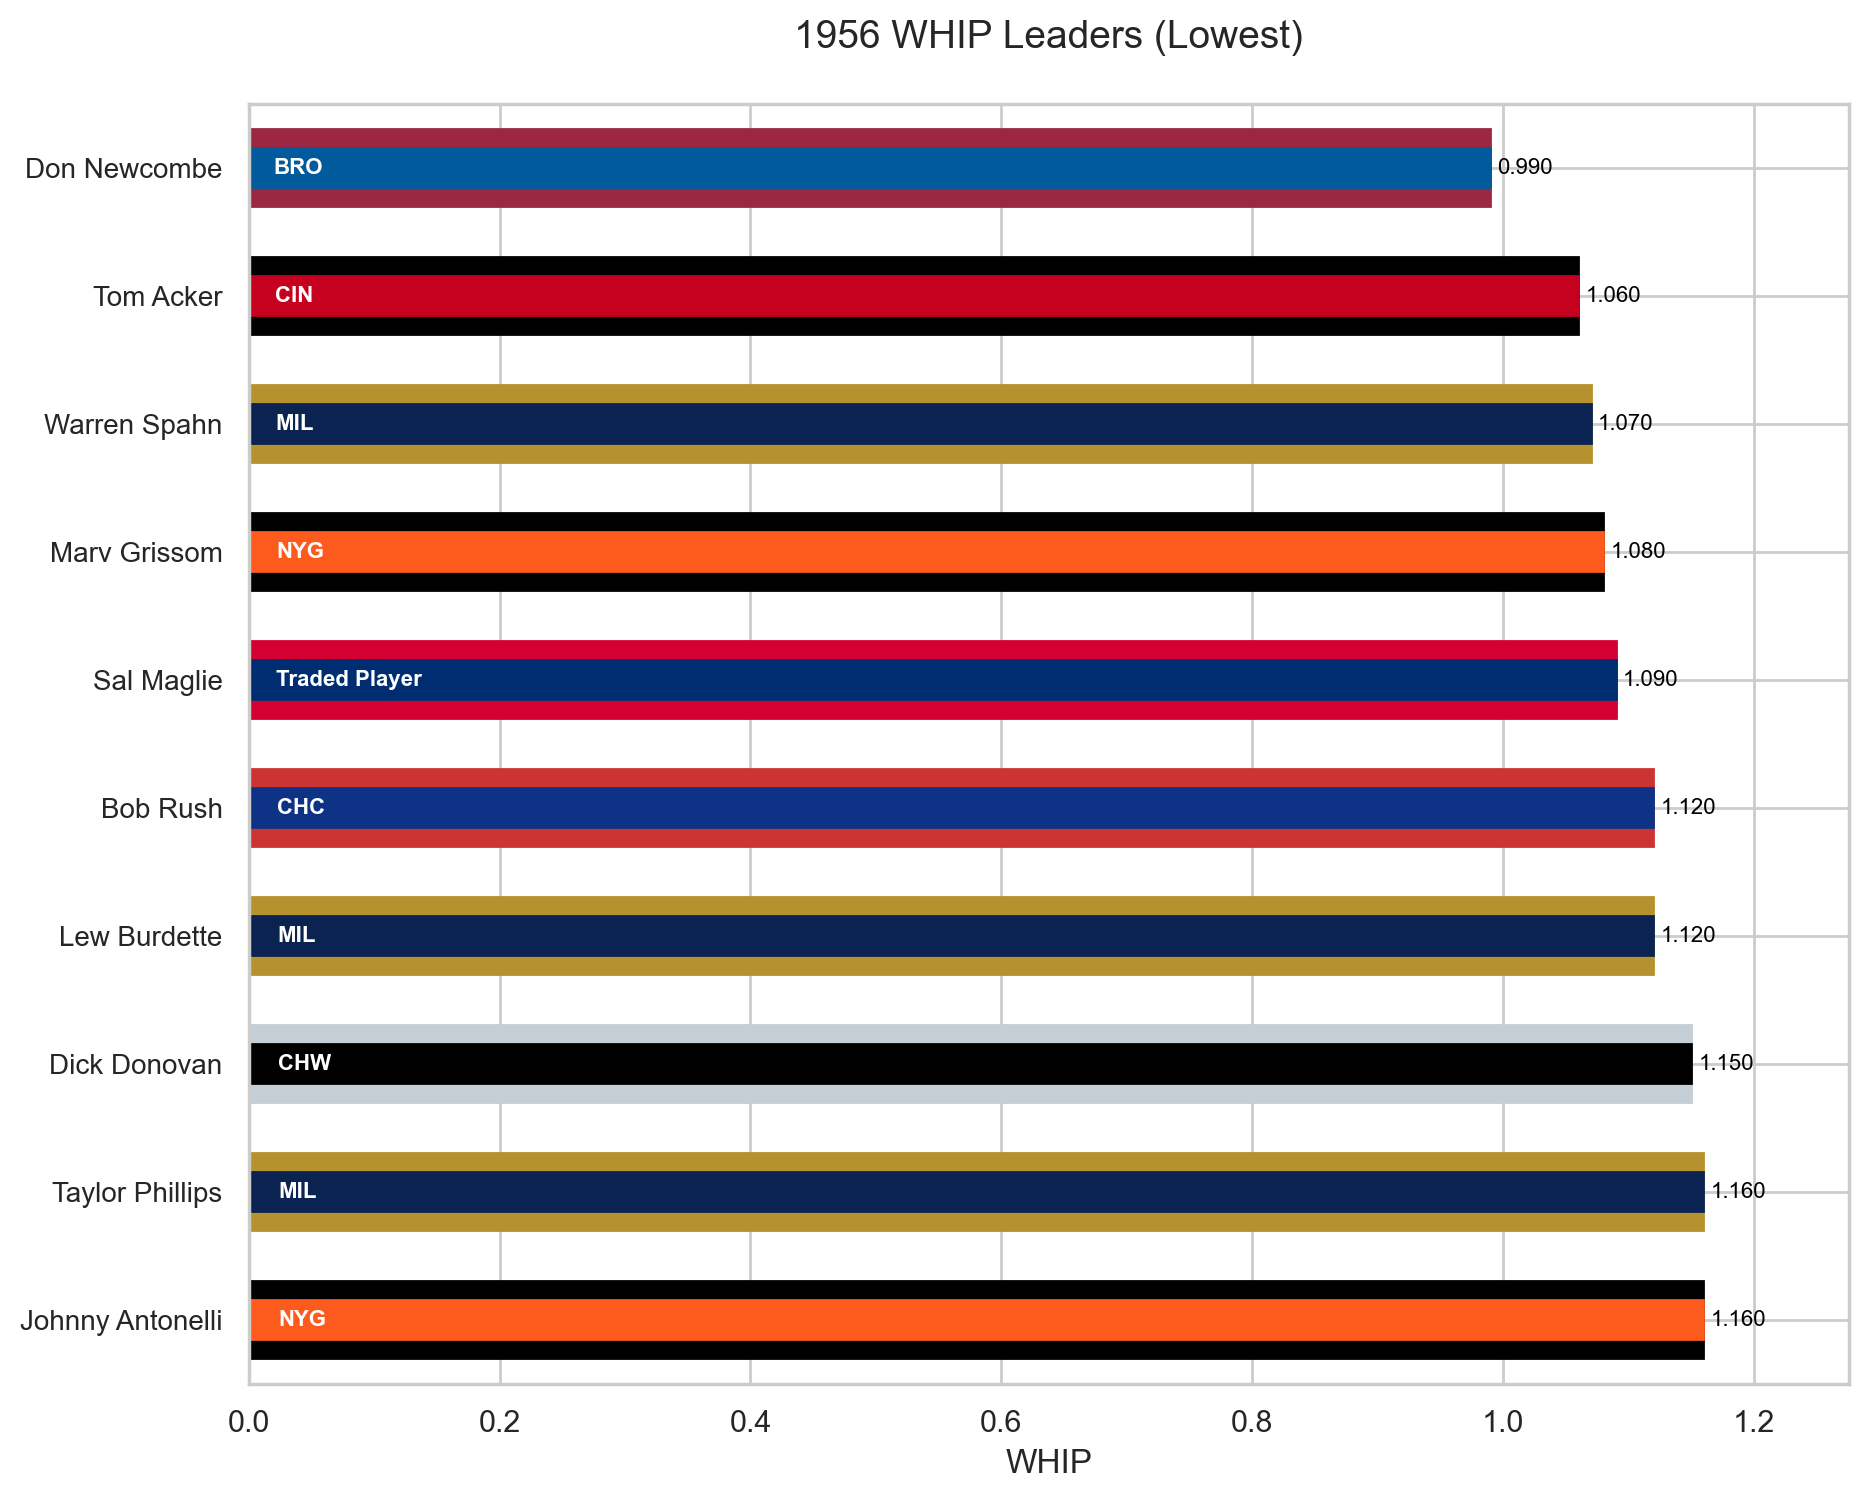 1956 WHIP Leaders (Lowest)
Don Newcombe BRO 0.990
Tom Acker CIN 1.060
Warren Spahn MIL 1.070
Marv Grissom NYG 1.080
Sal Maglie Traded Player 1.090
Bob Rush CHC 1.120
Lew Burdette MIL 1.120
Dick Donovan CHW 1.150
Taylor Phillips MIL 1.160
Johnny Antonelli NYG 1.160
0.0 0.2 0.4 0.6 0.8 1.0 1.2
WHIP